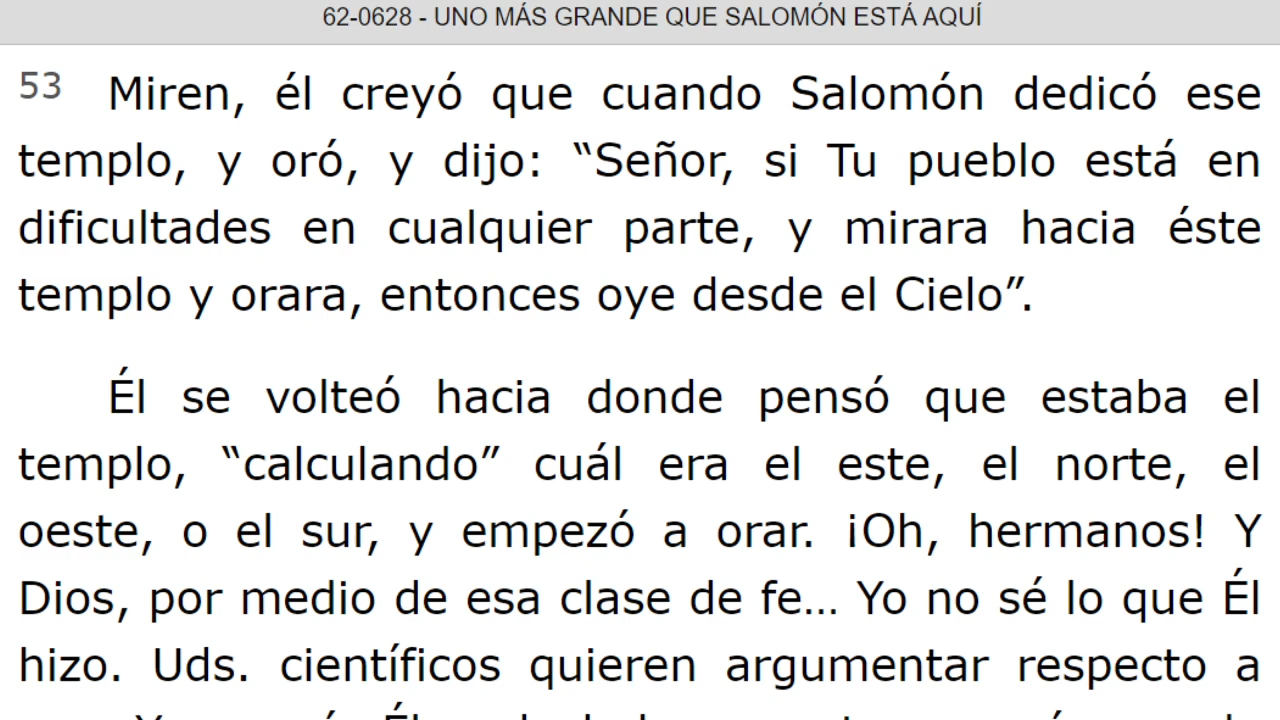 62-0628 - UNO MÁS GRANDE QUE SALOMÓN ESTÁ AQUÍ
53 Miren, él creyó que cuando Salomón dedicó ese
templo, y oró, y dijo: “Señor, si Tu pueblo está en
dificultades en cualquier parte, y mirara hacia éste
templo y orara, entonces oye desde el Cielo”.
Él se volteó hacia donde pensó que estaba el
templo, “calculando” cuál era el este, el norte, el
oeste, o el sur, y empezó a orar. ¡Oh, hermanos! Y
Dios, por medio de esa clase de fe… Yo no sé lo que Él
hizo. Uds. científicos quieren argumentar respecto a